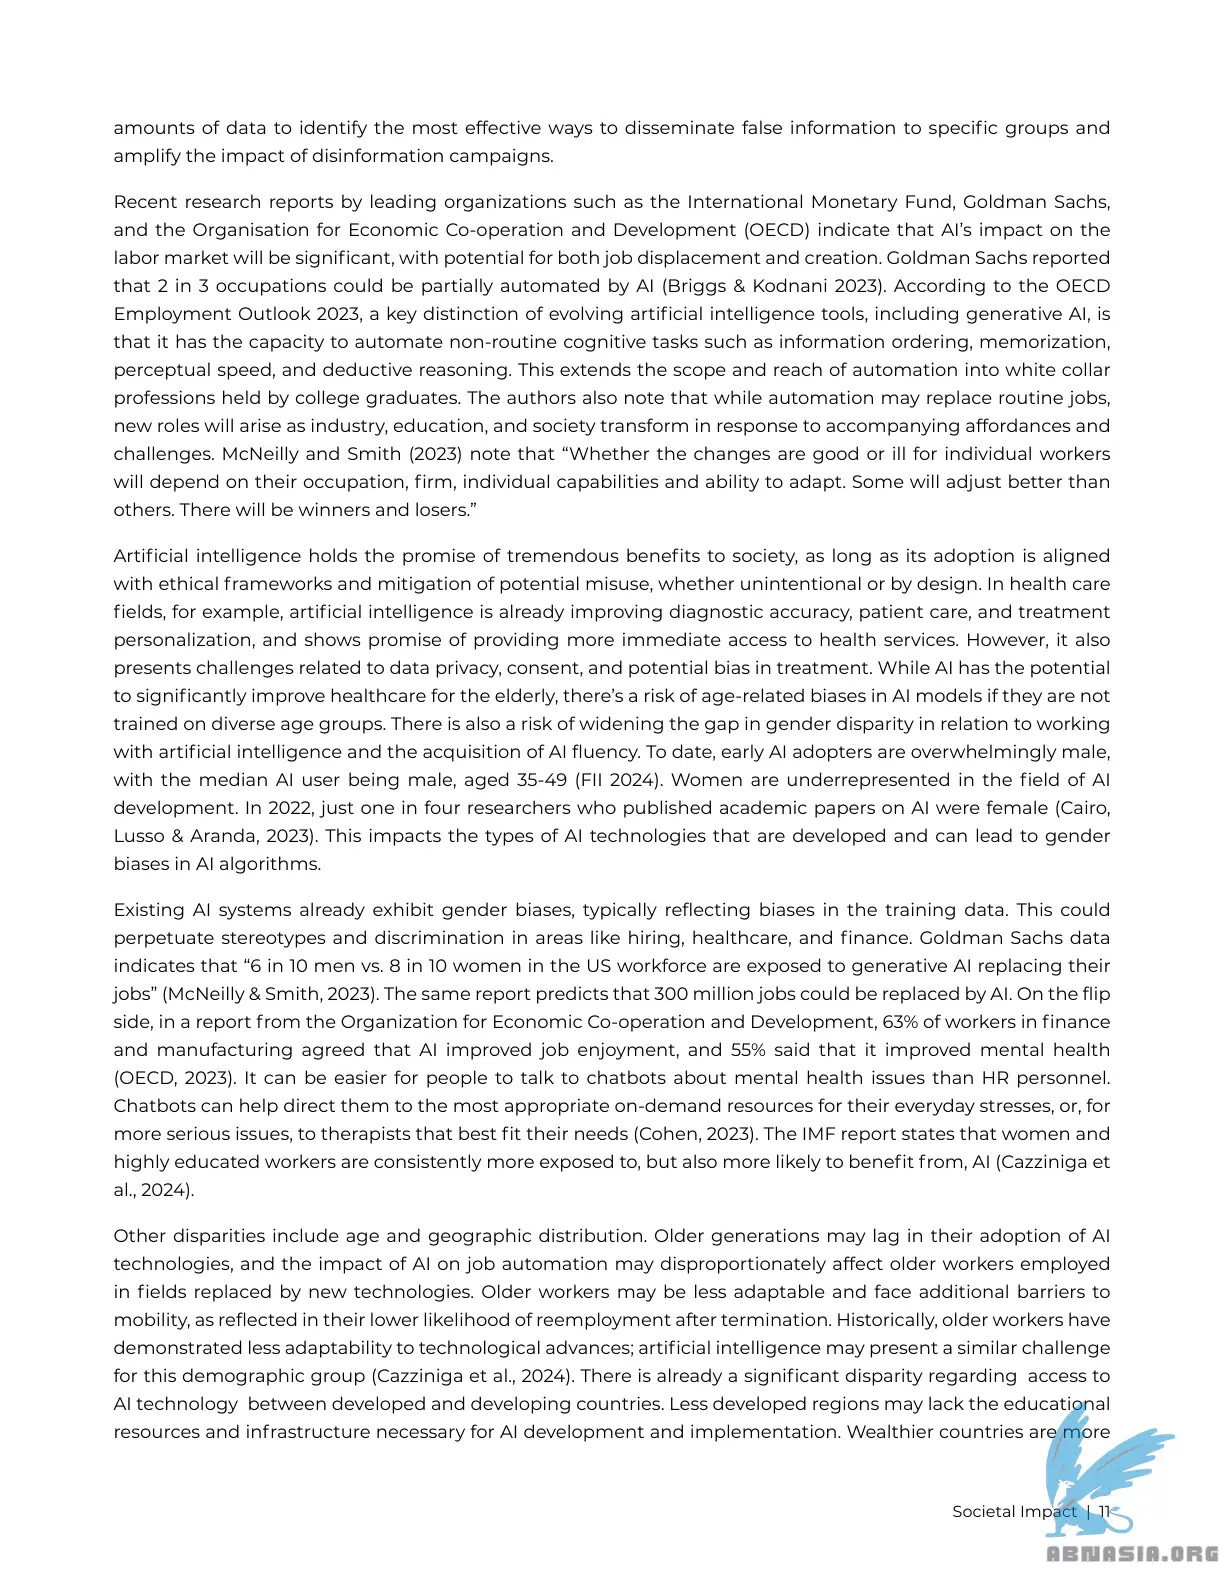 amounts of data to identify the most effective ways to disseminate false information to specific groups and
amplify the impact of disinformation campaigns.
Recent research reports by leading organizations such as the International Monetary Fund, Goldman Sachs,
and the Organisation for Economic Co-operation and Development (OECD) indicate that AI’s impact on the
labor market will be significant, with potential for both job displacement and creation. Goldman Sachs reported
that 2 in 3 occupations could be partially automated by AI (Briggs & Kodnani 2023). According to the OECD
Employment Outlook 2023, a key distinction of evolving artificial intelligence tools, including generative AI, is
that it has the capacity to automate non-routine cognitive tasks such as information ordering, memorization,
perceptual speed, and deductive reasoning. This extends the scope and reach of automation into white collar
professions held by college graduates. The authors also note that while automation may replace routine jobs,
new roles will arise as industry, education, and society transform in response to accompanying affordances and
challenges. McNeilly and Smith (2023) note that “Whether the changes are good or ill for individual workers
will depend on their occupation, firm, individual capabilities and ability to adapt. Some will adjust better than
others. There will be winners and losers.”
Artificial intelligence holds the promise of tremendous benefits to society, as long as its adoption is aligned
with ethical frameworks and mitigation of potential misuse, whether unintentional or by design. In health care
fields, for example, artificial intelligence is already improving diagnostic accuracy, patient care, and treatment
personalization, and shows promise of providing more immediate access to health services. However, it also
presents challenges related to data privacy, consent, and potential bias in treatment. While AI has the potential
to significantly improve healthcare for the elderly, there’s a risk of age-related biases in AI models if they are not
trained on diverse age groups. There is also a risk of widening the gap in gender disparity in relation to working
with artificial intelligence and the acquisition of AI fluency. To date, early AI adopters are overwhelmingly male,
with the median AI user being male, aged 35-49 (FII 2024). Women are underrepresented in the field of AI
development. In 2022, just one in four researchers who published academic papers on AI were female (Cairo,
Lusso & Aranda, 2023). This impacts the types of AI technologies that are developed and can lead to gender
biases in AI algorithms.
Existing AI systems already exhibit gender biases, typically reflecting biases in the training data. This could
perpetuate stereotypes and discrimination in areas like hiring, healthcare, and finance. Goldman Sachs data
indicates that “6 in 10 men vs. 8 in 10 women in the US workforce are exposed to generative AI replacing their
jobs” (McNeilly & Smith, 2023). The same report predicts that 300 million jobs could be replaced by AI. On the flip
side, in a report from the Organization for Economic Co-operation and Development, 63% of workers in finance
and manufacturing agreed that AI improved job enjoyment, and 55% said that it improved mental health
(OECD, 2023). It can be easier for people to talk to chatbots about mental health issues than HR personnel.
Chatbots can help direct them to the most appropriate on-demand resources for their everyday stresses, or, for
more serious issues, to therapists that best fit their needs (Cohen, 2023). The IMF report states that women and
highly educated workers are consistently more exposed to, but also more likely to benefit from, AI (Cazziniga et
al., 2024).
Other disparities include age and geographic distribution. Older generations may lag in their adoption of AI
technologies, and the impact of AI on job automation may disproportionately affect older workers employed
in fields replaced by new technologies. Older workers may be less adaptable and face additional barriers to
mobility, as reflected in their lower likelihood of reemployment after termination. Historically, older workers have
demonstrated less adaptability to technological advances; artificial intelligence may present a similar challenge
for this demographic group (Cazziniga et al., 2024). There is already a significant disparity regarding access to
AI technology between developed and developing countries. Less developed regions may lack the educational
resources and infrastructure necessary for AI development and implementation. Wealthier countries are more
Societal Impact | 11
ABNASIA.ORG